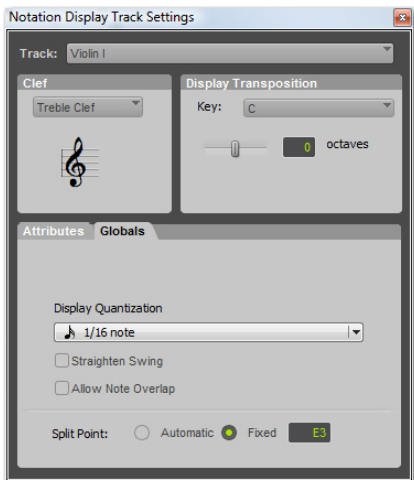 Notation Display Track Settings
Track: Violin I
Clef
Treble Clef
Display Transposition
Key: C
0 octaves
Attributes Globals
Display Quantization
1/16 note
Straighten Swing
Allow Note Overlap
Split Point: Automatic Fixed E3